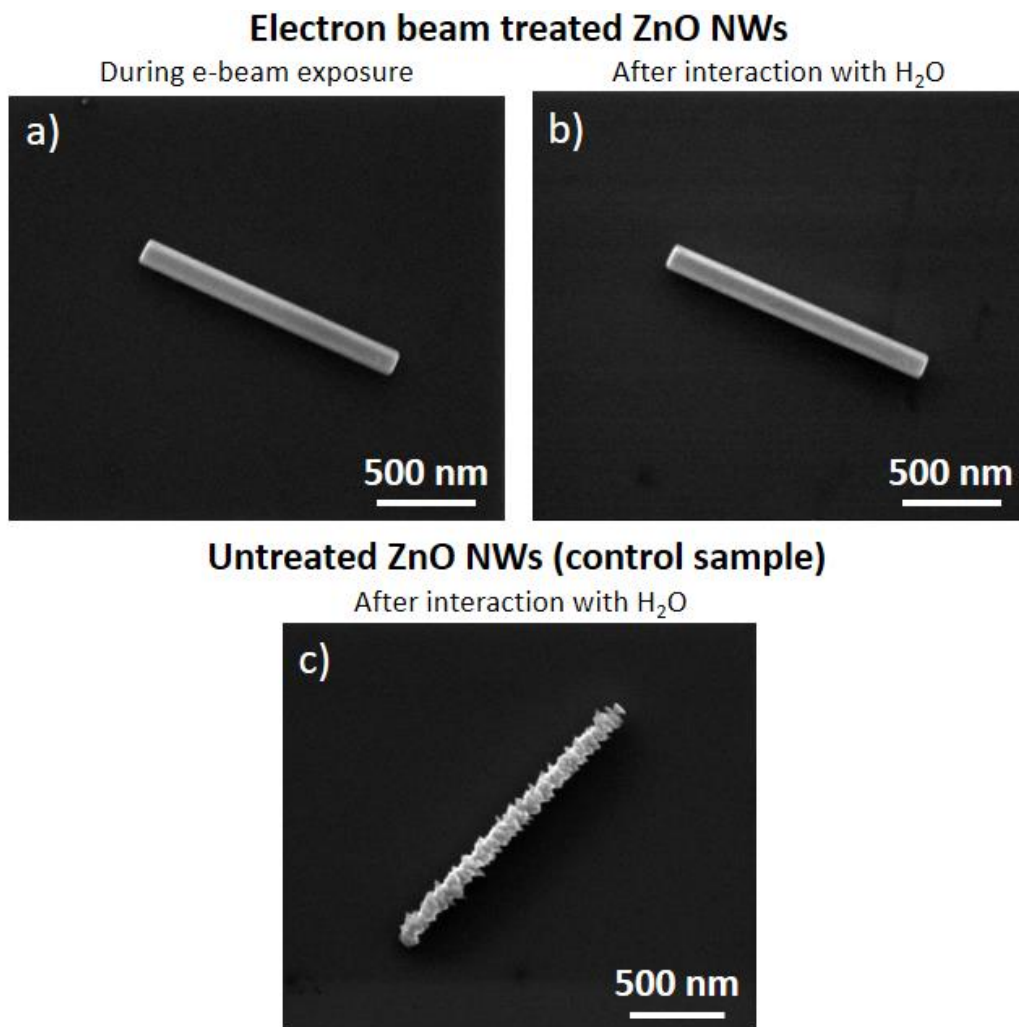 Electron beam treated ZnO NWs
During e-beam exposure
After interaction with H₂O
a)
b)
500 nm
500 nm
Untreated ZnO NWs (control sample)
After interaction with H₂O
c)
500 nm